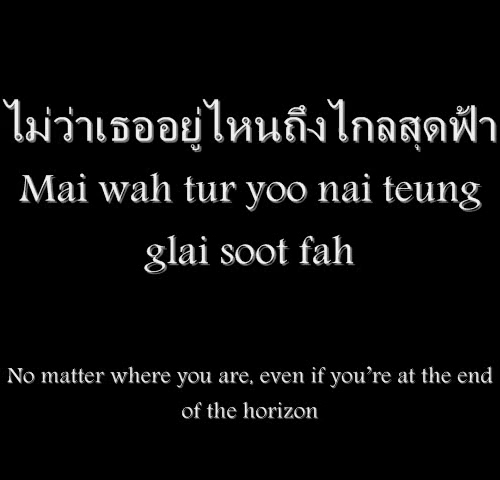 ไม่ว่าเธออยู่ไหนถึงไกลสุดฟ้า
Mai wah tur yoo nai teung
glai soot fah
No matter where you are, even if you're at the end
of the horizon